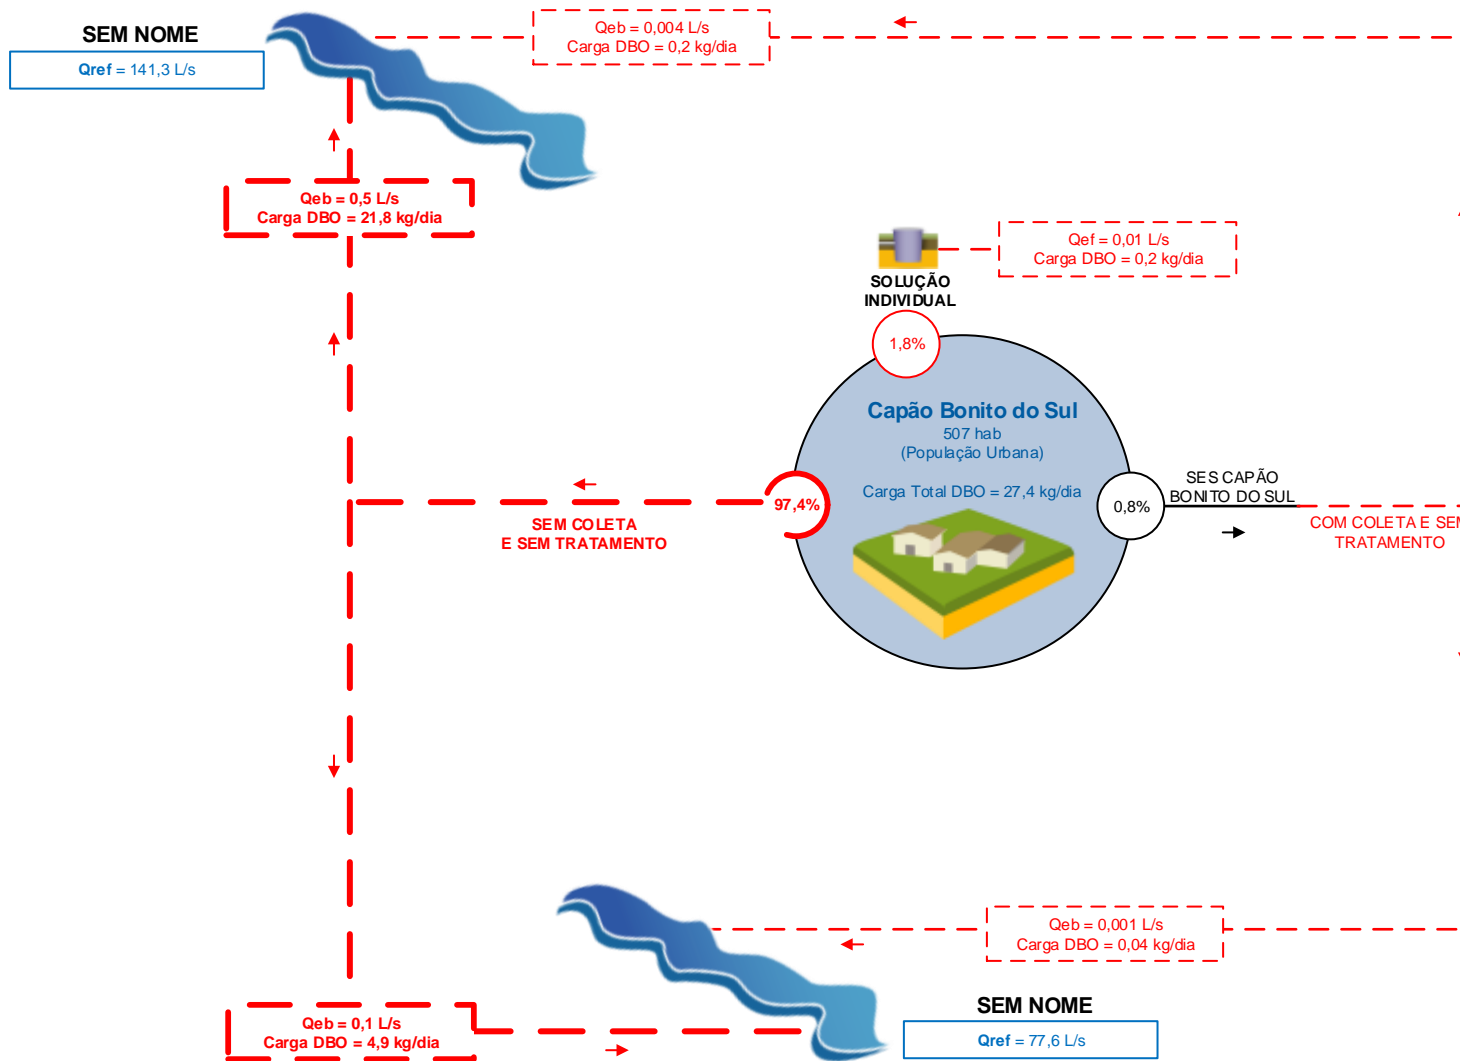 SEM NOME
Qref = 141,3 L/s
Qeb = 0,004 L/s
Carga DBO = 0,2 kg/dia
Qeb = 0,5 L/s
Carga DBO = 21,8 kg/dia
Qef = 0,01 L/s
Carga DBO = 0,2 kg/dia
SOLUÇÃO
INDIVIDUAL
1,8%
Capão Bonito do Sul
507 hab
(População Urbana)
Carga Total DBO = 27,4 kg/dia
97,4%
0,8%
SES CAPÃO
BONITO DO SUL
SEM COLETA
E SEM TRATAMENTO
COM COLETA E SEM
TRATAMENTO
Qeb = 0,001 L/s
Carga DBO = 0,04 kg/dia
SEM NOME
Qref = 77,6 L/s
Qeb = 0,1 L/s
Carga DBO = 4,9 kg/dia